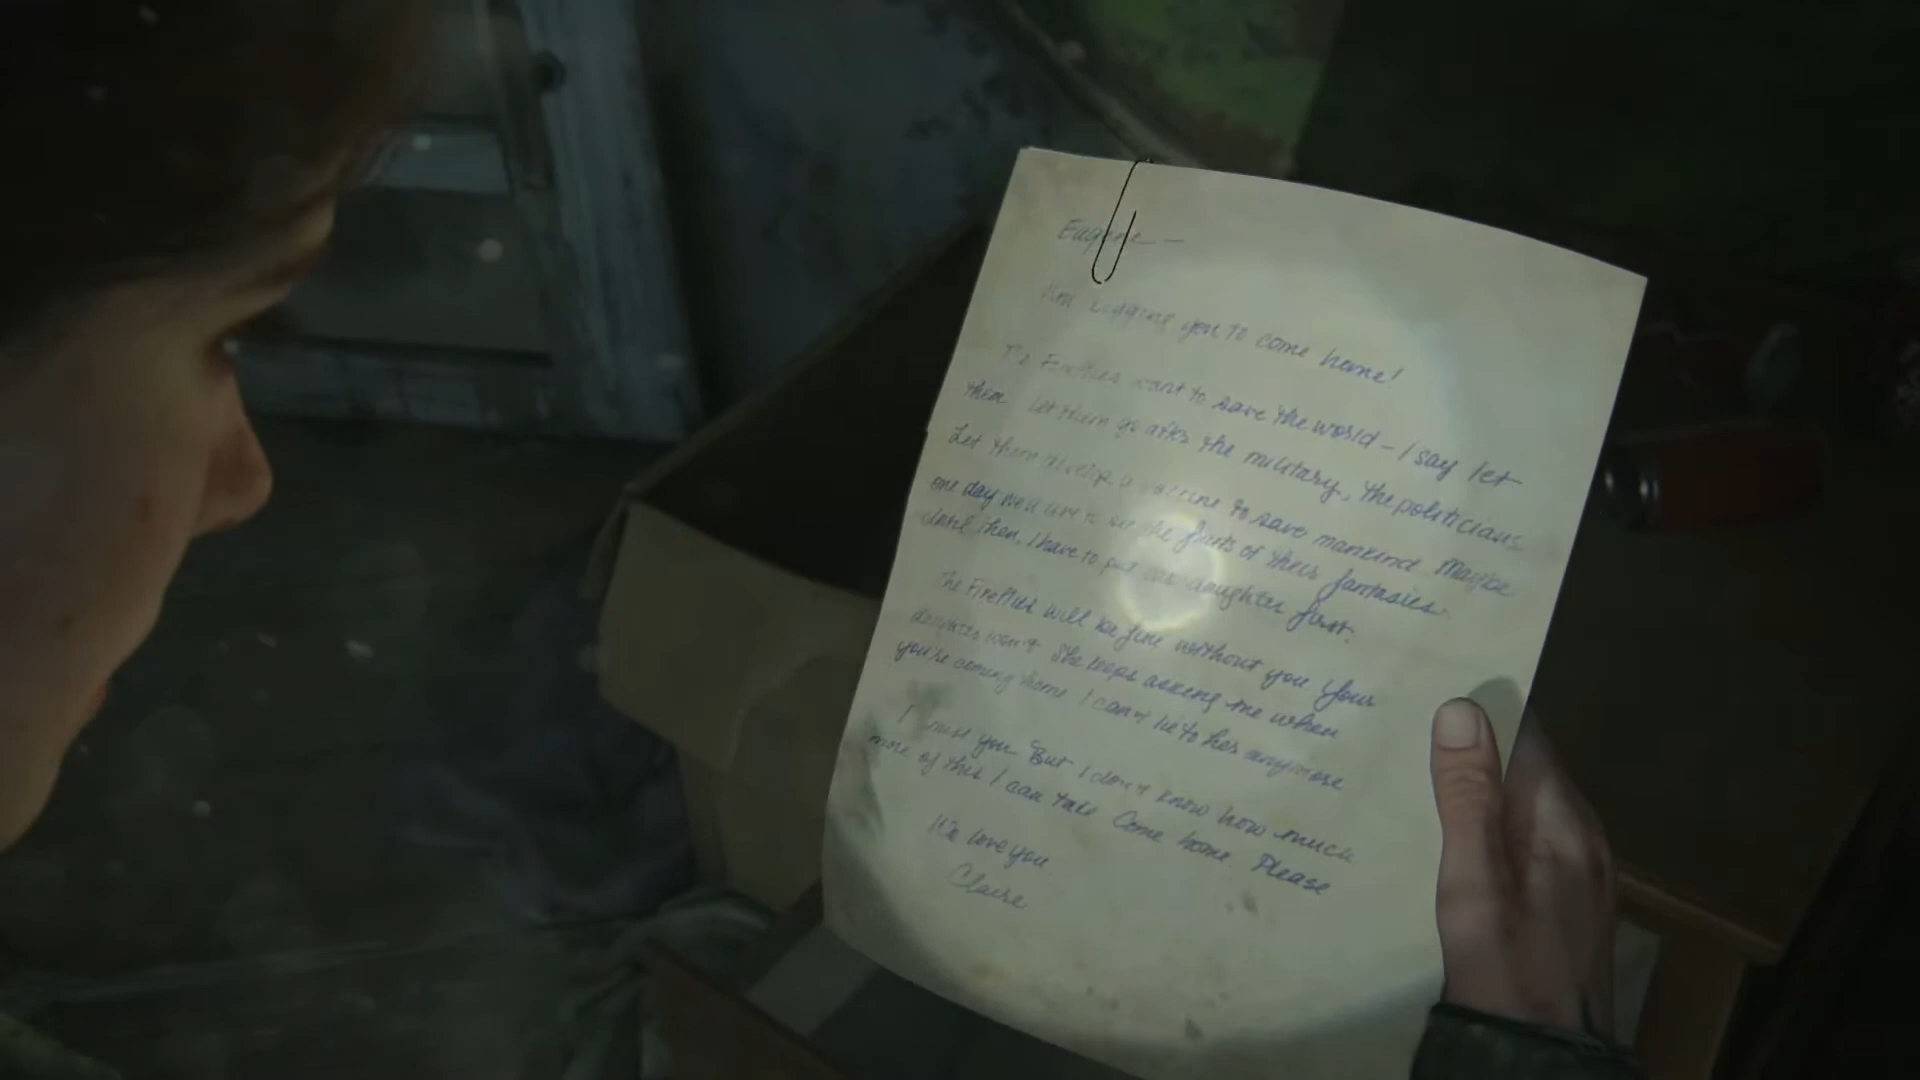 Eugene —
I'm begging you to come home!
The Fireflies want to save the world – I say let
them. Let them go after the military, the politicians.
Let them develop a vaccine to save mankind. Maybe
one day we'll live to see the fruits of their fantasies.
Until then, I have to put our daughter first.
The Fireflies will be fine without you. Your
daughter won't. She keeps asking me when
you're coming home. I can't lie to her anymore
I miss you. But I don't know how much
more of this I can take. Come home. Please
We love you
Claire